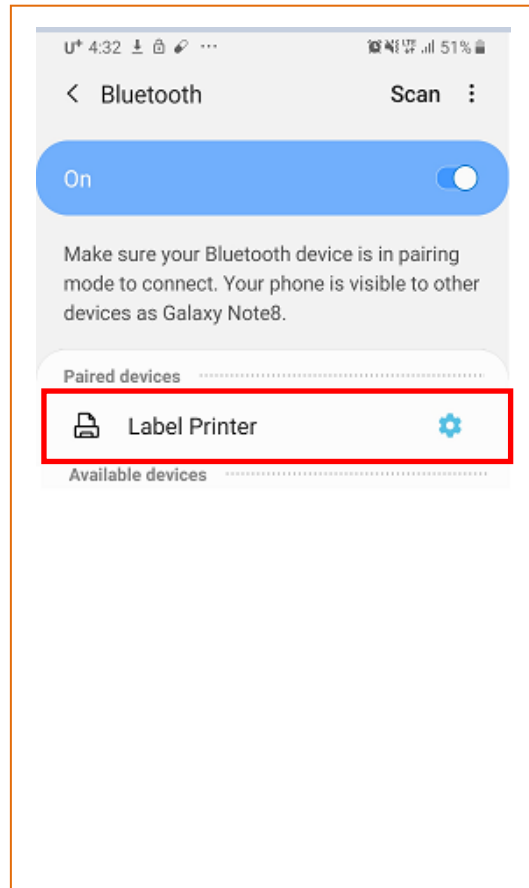 U+ 4:32 ...
51%
Bluetooth
Scan
On
Make sure your Bluetooth device is in pairing
mode to connect. Your phone is visible to other
devices as Galaxy Note8.
Paired devices
Label Printer
Available devices